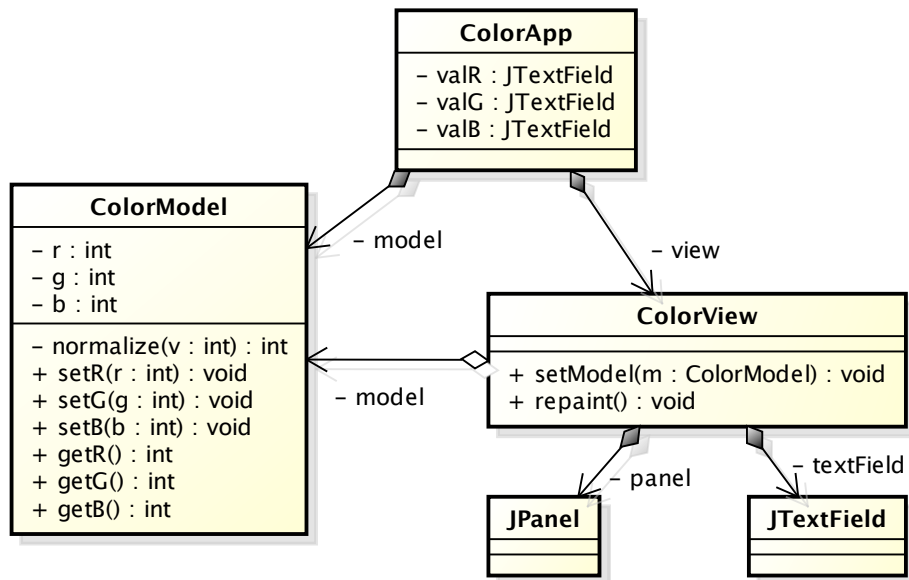 ColorApp
– valR : JTextField
– valG : JTextField
– valB : JTextField
ColorModel
– r : int
– g : int
– b : int
– normalize(v : int) : int
+ setR(r : int) : void
+ setG(g : int) : void
+ setB(b : int) : void
+ getR() : int
+ getG() : int
+ getB() : int
– model
– view
– model
ColorView
+ setModel(m : ColorModel) : void
+ repaint() : void
– panel
– textField
JPanel
JTextField